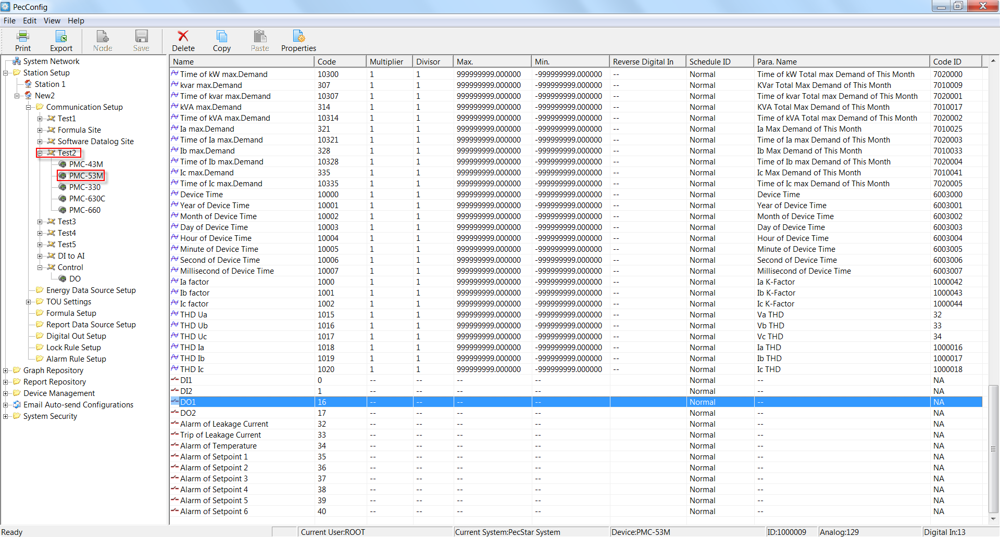 PecConfig
File Edit View Help
Print Export Node Save Delete Copy Paste Properties
System Network
Station Setup
Station 1
New2
Communication Setup
Test1
Formula Site
Software Datalog Site
Test2
PMC-43M
PMC-53M
PMC-330
PMC-630C
PMC-660
Test3
Test4
Test5
DI to AI
Control
DO
Energy Data Source Setup
TOU Settings
Formula Setup
Report Data Source Setup
Digital Out Setup
Lock Rule Setup
Alarm Rule Setup
Graph Repository
Report Repository
Device Management
Email Auto-send Configurations
System Security
Name Code Multiplier Divisor Max. Min. Reverse Digital In Schedule ID Para. Name Code ID
Time of kW max.Demand 10300 1 1 999999999.000000 -999999999.000000 -- Normal Time of kW Total max Demand of This Month 7020000
kvar max.Demand 307 1 1 999999999.000000 -999999999.000000 -- Normal KVar Total Max Demand of This Month 7010009
Time of kvar max.Demand 10307 1 1 999999999.000000 -999999999.000000 -- Normal Time of kvar Total max Demand of This Month 7020001
kVA max.Demand 314 1 1 999999999.000000 -999999999.000000 -- Normal KVA Total Max Demand of This Month 7010017
Time of kVA max.Demand 10314 1 1 999999999.000000 -999999999.000000 -- Normal Time of kVA Total max Demand of This Month 7020002
Ia max.Demand 321 1 1 999999999.000000 -999999999.000000 -- Normal Ia Max Demand of This Month 7010025
Time of Ia max.Demand 10321 1 1 999999999.000000 -999999999.000000 -- Normal Time of Ia max Demand of This Month 7020003
Ib max.Demand 328 1 1 999999999.000000 -999999999.000000 -- Normal Ib Max Demand of This Month 7010033
Time of Ib max.Demand 10328 1 1 999999999.000000 -999999999.000000 -- Normal Time of Ib max Demand of This Month 7020004
Ic max.Demand 335 1 1 999999999.000000 -999999999.000000 -- Normal Ic Max Demand of This Month 7010041
Time of Ic max.Demand 10335 1 1 999999999.000000 -999999999.000000 -- Normal Time of Ic max Demand of This Month 7020005
Device Time 10000 1 1 999999999.000000 -999999999.000000 -- Normal Device Time 6003000
Year of Device Time 10001 1 1 999999999.000000 -999999999.000000 -- Normal Year of Device Time 6003001
Month of Device Time 10002 1 1 999999999.000000 -999999999.000000 -- Normal Month of Device Time 6003002
Day of Device Time 10003 1 1 999999999.000000 -999999999.000000 -- Normal Day of Device Time 6003003
Hour of Device Time 10004 1 1 999999999.000000 -999999999.000000 -- Normal Hour of Device Time 6003004
Minute of Device Time 10005 1 1 999999999.000000 -999999999.000000 -- Normal Minute of Device Time 6003005
Second of Device Time 10006 1 1 999999999.000000 -999999999.000000 -- Normal Second of Device Time 6003006
Millisecond of Device Time 10007 1 1 999999999.000000 -999999999.000000 -- Normal Millisecond of Device Time 6003007
Ia factor 1000 1 1 999999999.000000 -999999999.000000 -- Normal Ia K-Factor 1000042
Ib factor 1001 1 1 999999999.000000 -999999999.000000 -- Normal Ib K-Factor 1000043
Ic factor 1002 1 1 999999999.000000 -999999999.000000 -- Normal Ic K-Factor 1000044
THD Ua 1015 1 1 999999999.000000 -999999999.000000 -- Normal Va THD 32
THD Ub 1016 1 1 999999999.000000 -999999999.000000 -- Normal Vb THD 33
THD Uc 1017 1 1 999999999.000000 -999999999.000000 -- Normal Vc THD 34
THD Ia 1018 1 1 999999999.000000 -999999999.000000 -- Normal Ia THD 1000016
THD Ib 1019 1 1 999999999.000000 -999999999.000000 -- Normal Ib THD 1000017
THD Ic 1020 1 1 999999999.000000 -999999999.000000 -- Normal Ic THD 1000018
DI1 0 -- -- -- -- Normal -- NA
DI2 1 -- -- -- -- Normal -- NA
DO1 16 -- -- -- -- Normal -- NA
DO2 17 -- -- -- -- Normal -- NA
Alarm of Leakage Current 32 -- -- -- -- Normal -- NA
Trip of Leakage Current 33 -- -- -- -- Normal -- NA
Alarm of Temperature 34 -- -- -- -- Normal -- NA
Alarm of Setpoint 1 35 -- -- -- -- Normal -- NA
Alarm of Setpoint 2 36 -- -- -- -- Normal -- NA
Alarm of Setpoint 3 37 -- -- -- -- Normal -- NA
Alarm of Setpoint 4 38 -- -- -- -- Normal -- NA
Alarm of Setpoint 5 39 -- -- -- -- Normal -- NA
Alarm of Setpoint 6 40 -- -- -- -- Normal -- NA
Ready Current User:ROOT Current System:PecStar System Device:PMC-53M ID:1000009 Analog:129 Digital In:13